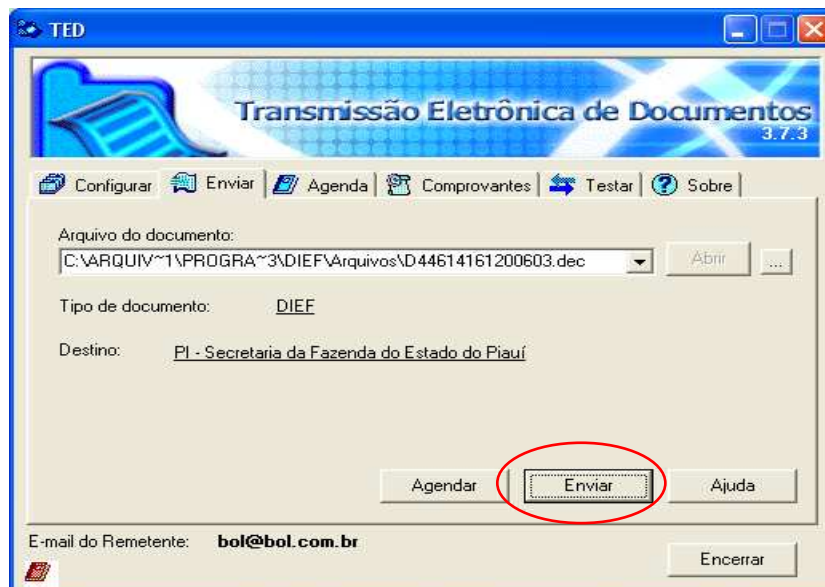 TED
Transmissão Eletrônica de Documentos
3.7.3
Configurar Enviar Agenda Comprovantes Testar Sobre
Arquivo do documento:
C:\ARQUIV~1\PROGRA~3\DIEF\Arquivos\D44614161200603.dec Abrir ...
Tipo de documento: DIEF
Destino: PI - Secretaria da Fazenda do Estado do Piauí
Agendar Enviar Ajuda
E-mail do Remetente: bol@bol.com.br
Encerrar